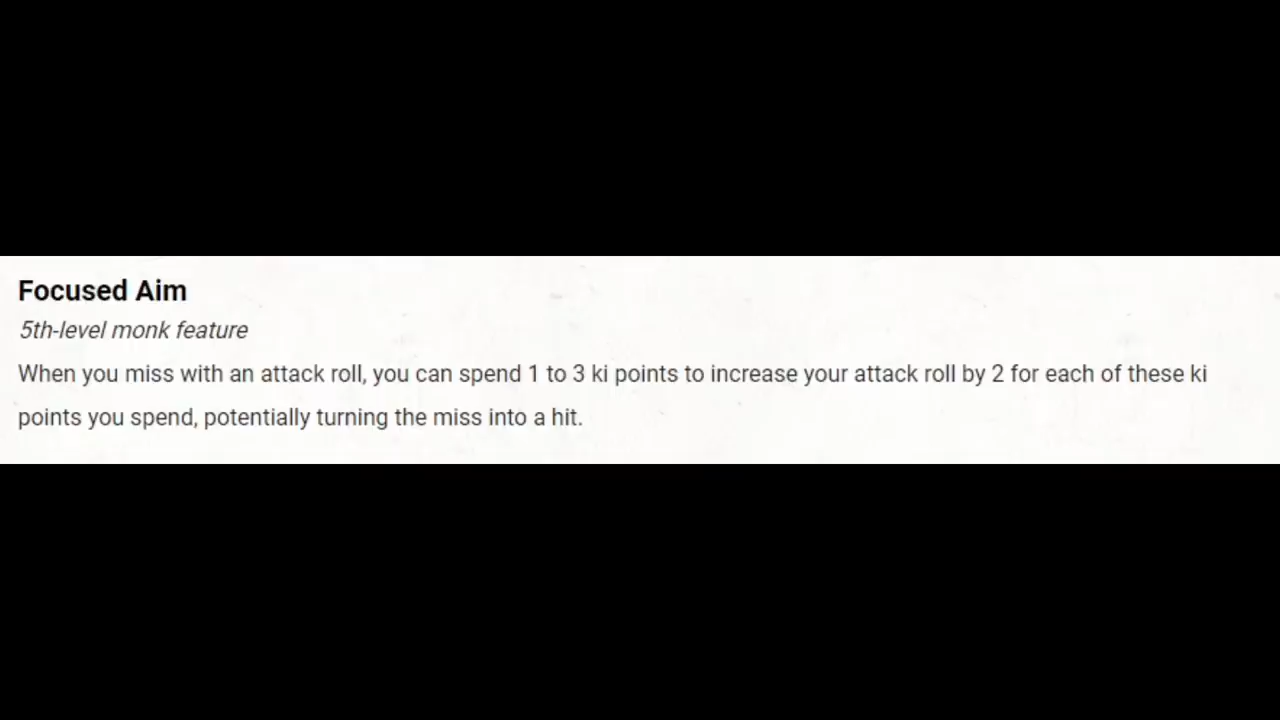 Focused Aim
5th-level monk feature
When you miss with an attack roll, you can spend 1 to 3 ki points to increase your attack roll by 2 for each of these ki
points you spend, potentially turning the miss into a hit.